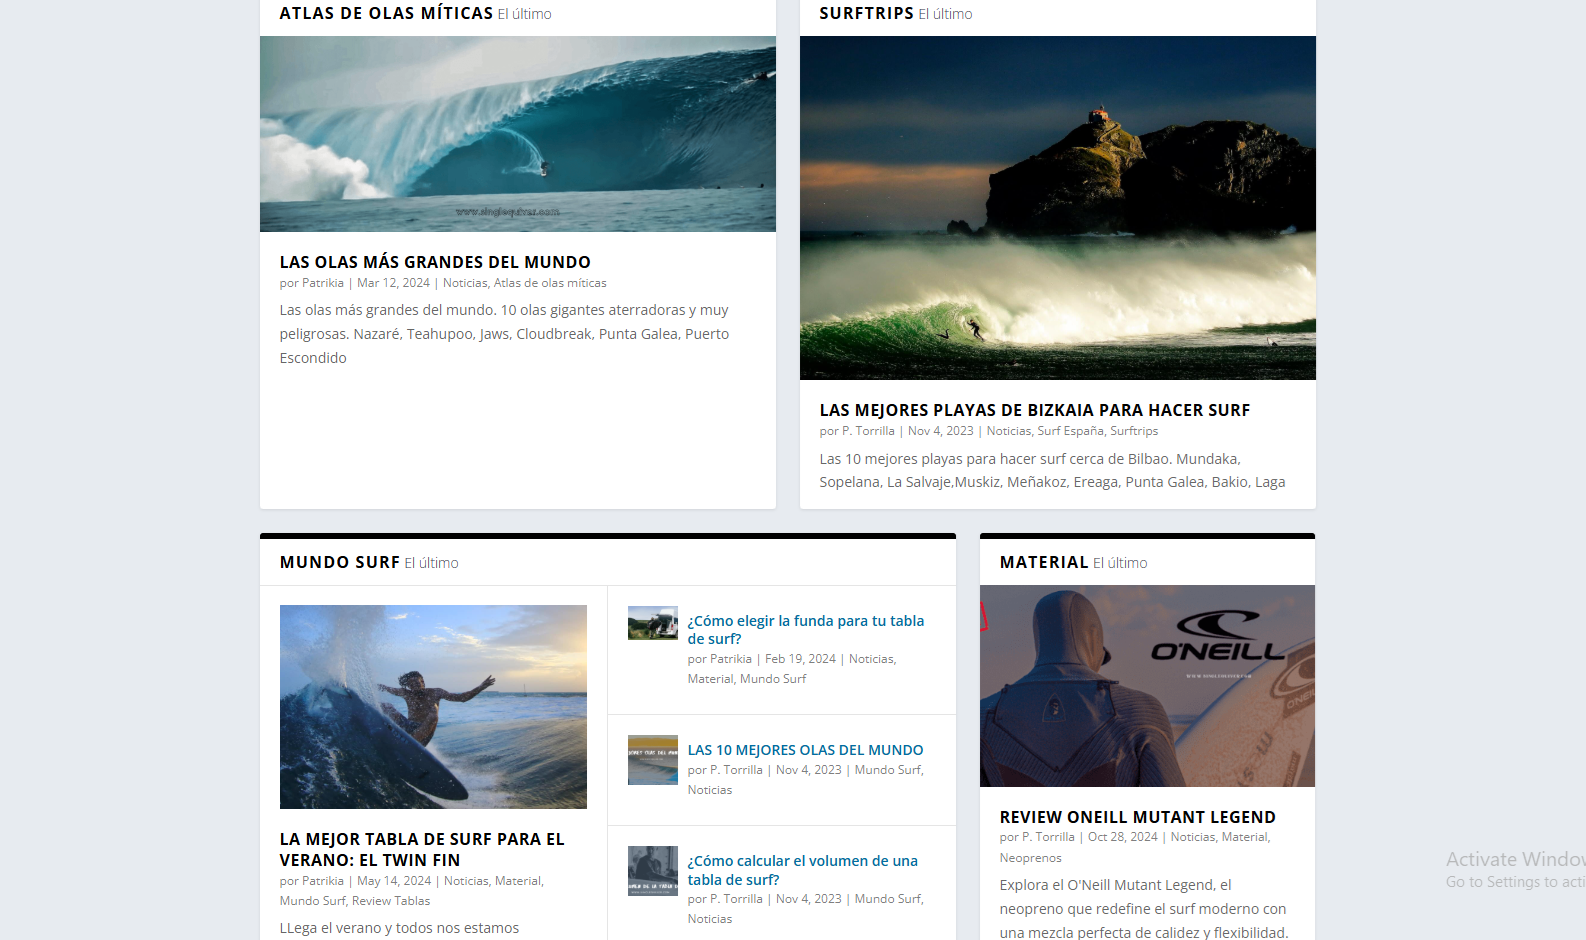 ATLAS DE OLAS MÍTICAS El último
www.singlequiver.com
LAS OLAS MÁS GRANDES DEL MUNDO
por Patrikia | Mar 12, 2024 | Noticias, Atlas de olas míticas
Las olas más grandes del mundo. 10 olas gigantes aterradoras y muy
peligrosas. Nazaré, Teahupoo, Jaws, Cloudbreak, Punta Galea, Puerto
Escondido
SURFTRIPS El último
LAS MEJORES PLAYAS DE BIZKAIA PARA HACER SURF
por P. Torrilla | Nov 4, 2023 | Noticias, Surf España, Surftrips
Las 10 mejores playas para hacer surf cerca de Bilbao. Mundaka,
Sopelana, La Salvaje,Muskiz, Meñakoz, Ereaga, Punta Galea, Bakio, Laga
MUNDO SURF El último
LA MEJOR TABLA DE SURF PARA EL
VERANO: EL TWIN FIN
por Patrikia | May 14, 2024 | Noticias, Material,
Mundo Surf, Review Tablas
LLega el verano y todos nos estamos
¿Cómo elegir la funda para tu tabla
de surf?
por Patrikia | Feb 19, 2024 | Noticias,
Material, Mundo Surf
LAS 10 MEJORES OLAS DEL MUNDO
por P. Torrilla | Nov 4, 2023 | Mundo Surf,
Noticias
¿Cómo calcular el volumen de una
tabla de surf?
por P. Torrilla | Nov 4, 2023 | Mundo Surf,
Noticias
MATERIAL El último
O'NEILL
WWW.SINGLEQUIVER.COM
O'NEILL
REVIEW ONEILL MUTANT LEGEND
por P. Torrilla | Oct 28, 2024 | Noticias, Material,
Neoprenos
Explora el O'Neill Mutant Legend, el
neopreno que redefine el surf moderno con
una mezcla perfecta de calidez y flexibilidad.
Activate Window
Go to Settings to acti